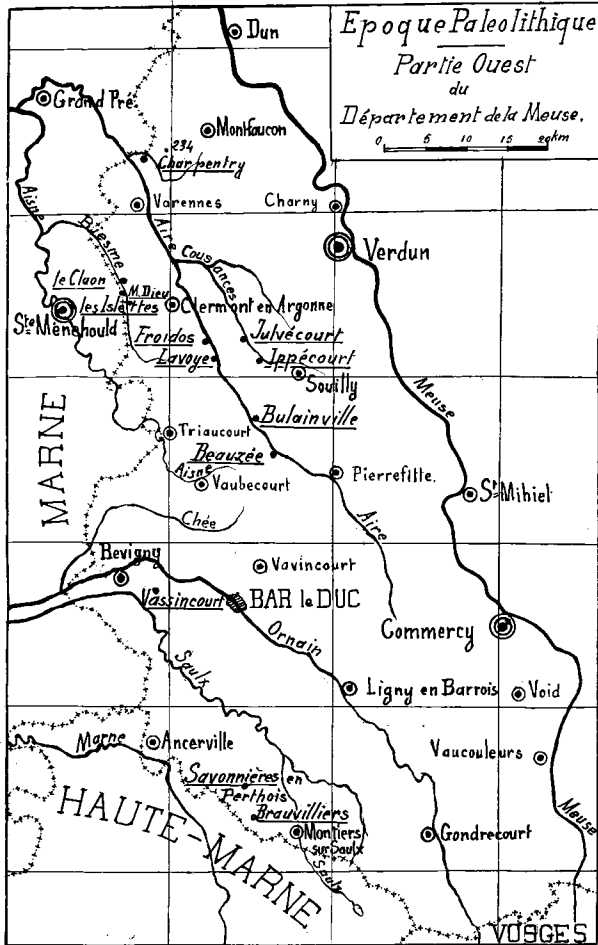 Epoque Paleolithique
Partie Ouest
du
Département de la Meuse.
0 5 10 15 20km
Dun
Grand Pré
Montfaucon
234
Charpentry
Aisne
Varennes
Charny
Aire
Biesme
Cousances
Verdun
le Claon
M. Dieu
les Islettes
Clermont en Argonne
Ste Ménehould
Froidos
Julvécourt
Lavoye
Ippécourt
Souilly
Meuse
MARNE
Bulainville
Triaucourt
Beauzée
Aisne
Pierrefitte.
Vaubecourt
St Mihiel
Chée
Aire
Revigny
Vavincourt
Vassincourt
BAR le DUC
Commercy
Ornain
Saulx
Ligny en Barrois
Void
Marne
Ancerville
Vaucouleurs
Savonnières en
Perthois
HAUTE-MARNE
Brauvilliers
Montiers
sur Saulx
Gondrecourt
Meuse
Saulx
VOSGES